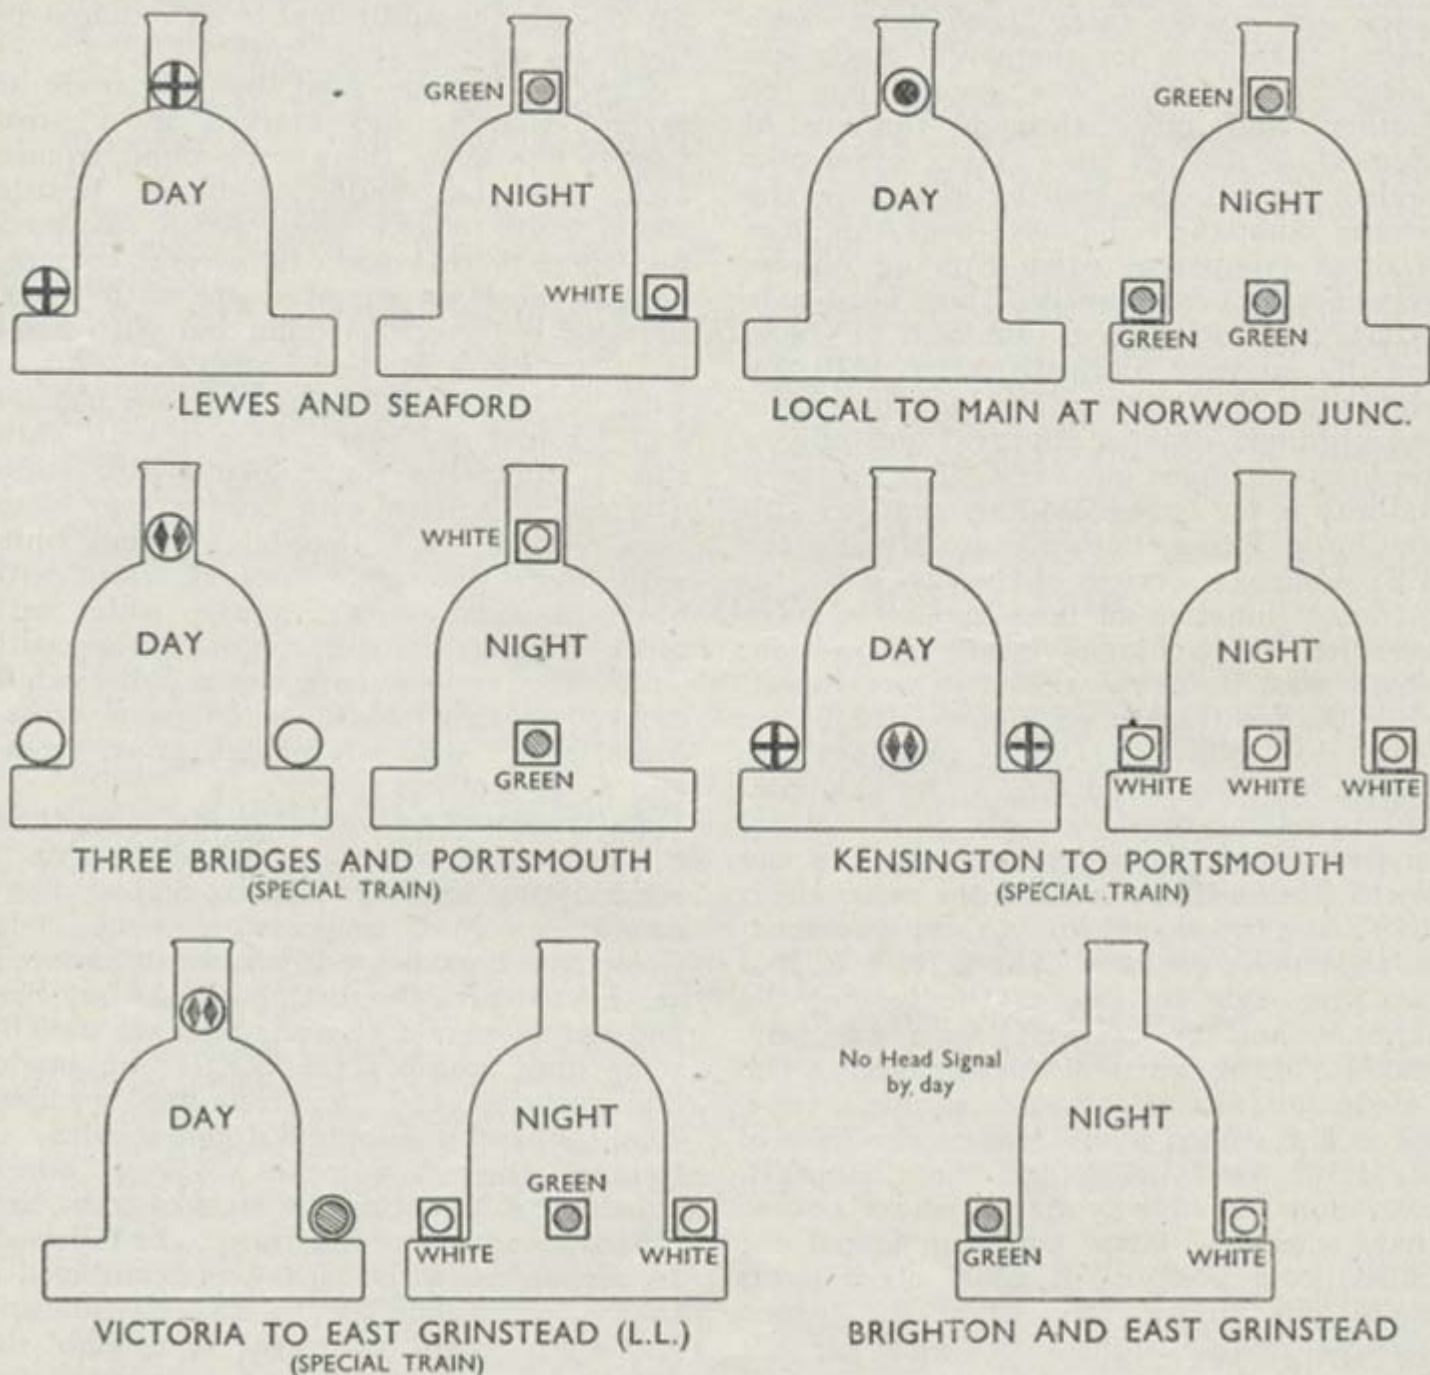 GREEN
DAY
NIGHT
WHITE
LEWES AND SEAFORD
GREEN
DAY
NIGHT
GREEN
GREEN
LOCAL TO MAIN AT NORWOOD JUNC.
WHITE
DAY
NIGHT
GREEN
THREE BRIDGES AND PORTSMOUTH
(SPECIAL TRAIN)
DAY
NIGHT
WHITE
WHITE
WHITE
KENSINGTON TO PORTSMOUTH
(SPECIAL TRAIN)
DAY
NIGHT
GREEN
WHITE
WHITE
VICTORIA TO EAST GRINSTEAD (L.L.)
(SPECIAL TRAIN)
No Head Signal
by day
NIGHT
GREEN
WHITE
BRIGHTON AND EAST GRINSTEAD